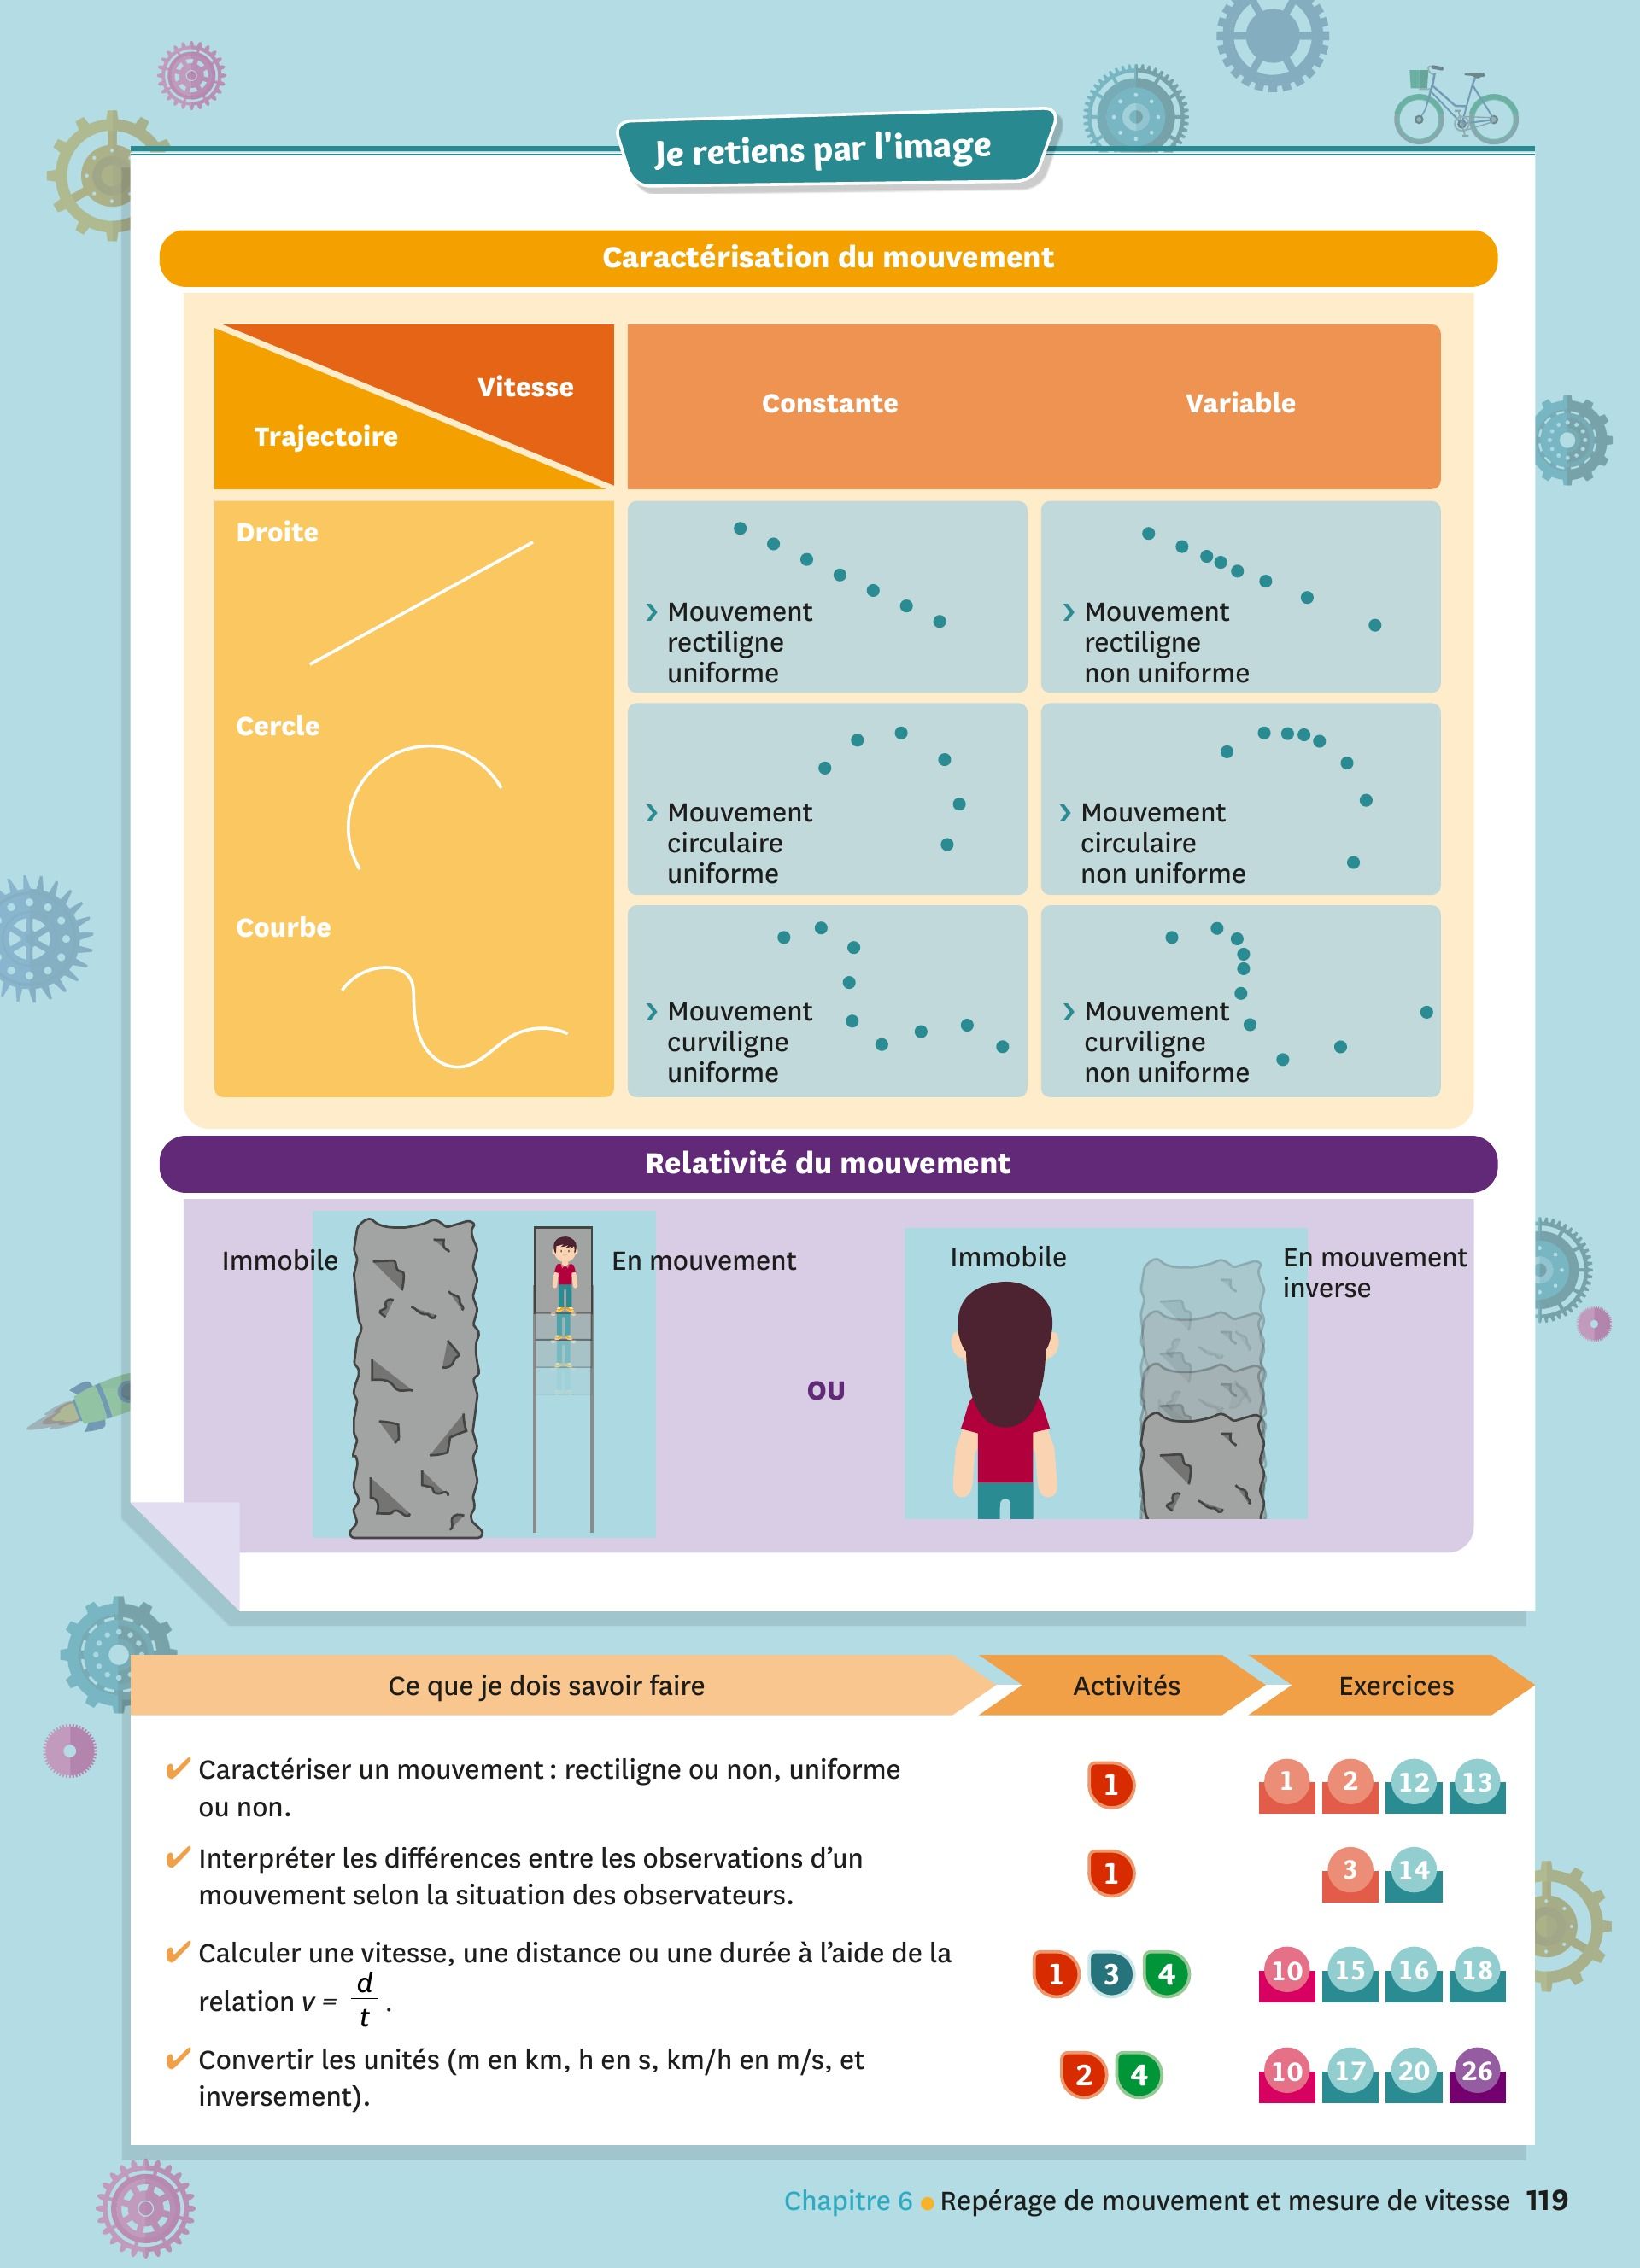 Je retiens par l'image
Caractérisation du mouvement
Vitesse
Trajectoire
Constante
Variable
Droite
› Mouvement
rectiligne
uniforme
› Mouvement
rectiligne
non uniforme
Cercle
› Mouvement
circulaire
uniforme
› Mouvement
circulaire
non uniforme
Courbe
› Mouvement
curviligne
uniforme
› Mouvement
curviligne
non uniforme
Relativité du mouvement
Immobile
En mouvement
OU
Immobile
En mouvement
inverse
Ce que je dois savoir faire
Activités
Exercices
✔ Caractériser un mouvement : rectiligne ou non, uniforme
ou non.
1
1 2 12 13
✔ Interpréter les différences entre les observations d’un
mouvement selon la situation des observateurs.
1
3 14
✔ Calculer une vitesse, une distance ou une durée à l’aide de la
relation v = d/t .
1 3 4
10 15 16 18
✔ Convertir les unités (m en km, h en s, km/h en m/s, et
inversement).
2 4
10 17 20 26
Chapitre 6 • Repérage de mouvement et mesure de vitesse 119